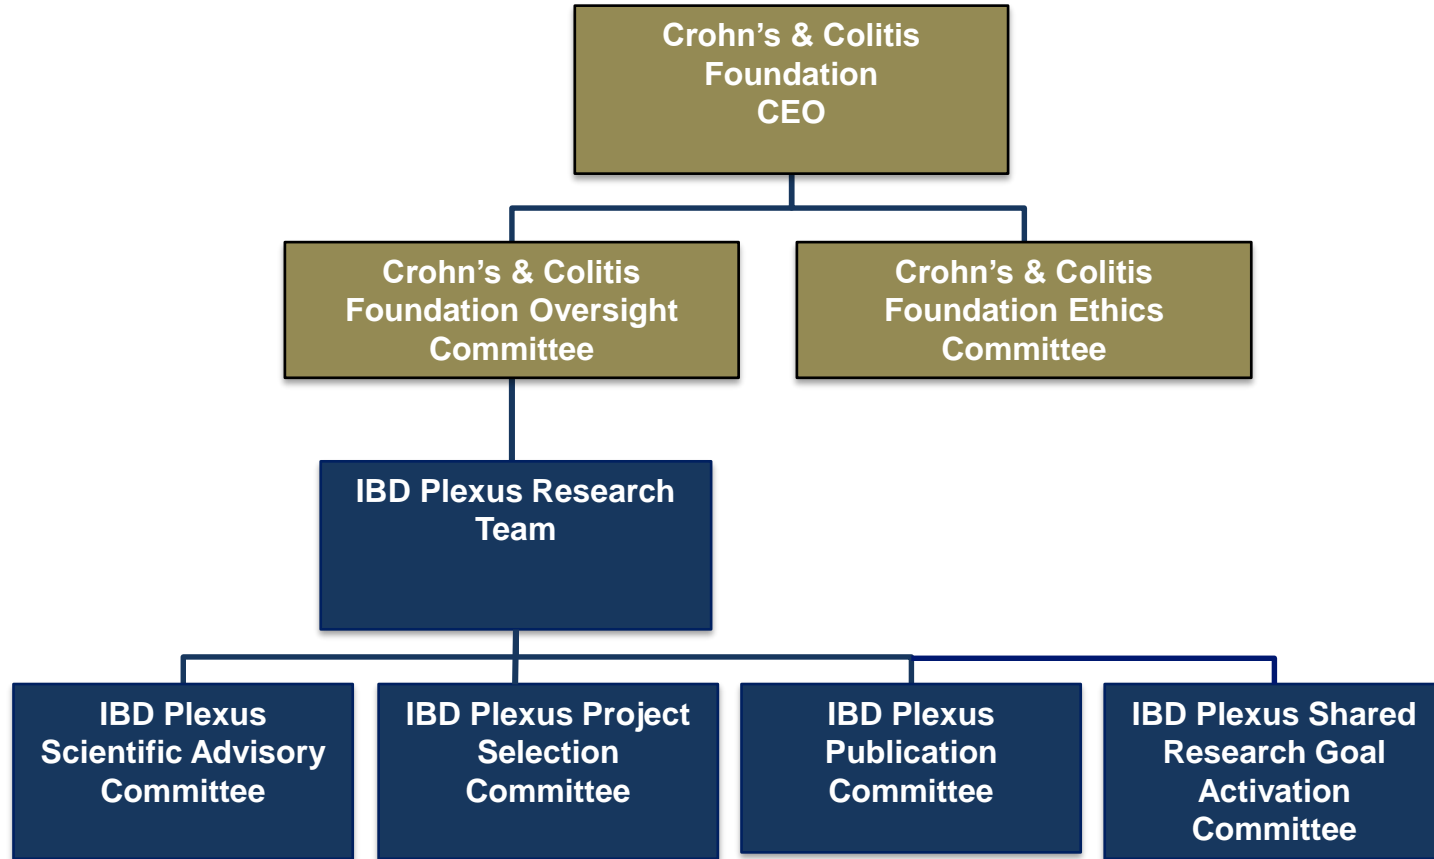 Crohn’s & Colitis
Foundation
CEO
Crohn’s & Colitis
Foundation Oversight
Committee
Crohn’s & Colitis
Foundation Ethics
Committee
IBD Plexus Research
Team
IBD Plexus
Scientific Advisory
Committee
IBD Plexus Project
Selection
Committee
IBD Plexus
Publication
Committee
IBD Plexus Shared
Research Goal
Activation
Committee